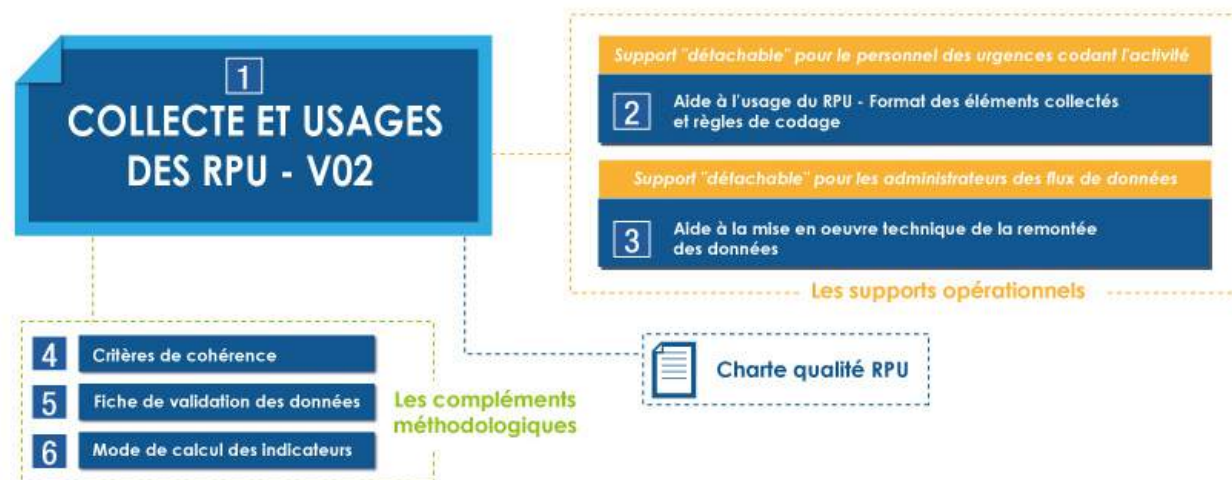 1
COLLECTE ET USAGES
DES RPU - V02
Support "détachable" pour le personnel des urgences codant l'activité
2
Aide à l'usage du RPU - Format des éléments collectés
et règles de codage
Support "détachable" pour les administrateurs des flux de données
3
Aide à la mise en oeuvre technique de la remontée
des données
Les supports opérationnels
4
Critères de cohérence
5
Fiche de validation des données
6
Mode de calcul des indicateurs
Les compléments
méthodologiques
Charte qualité RPU